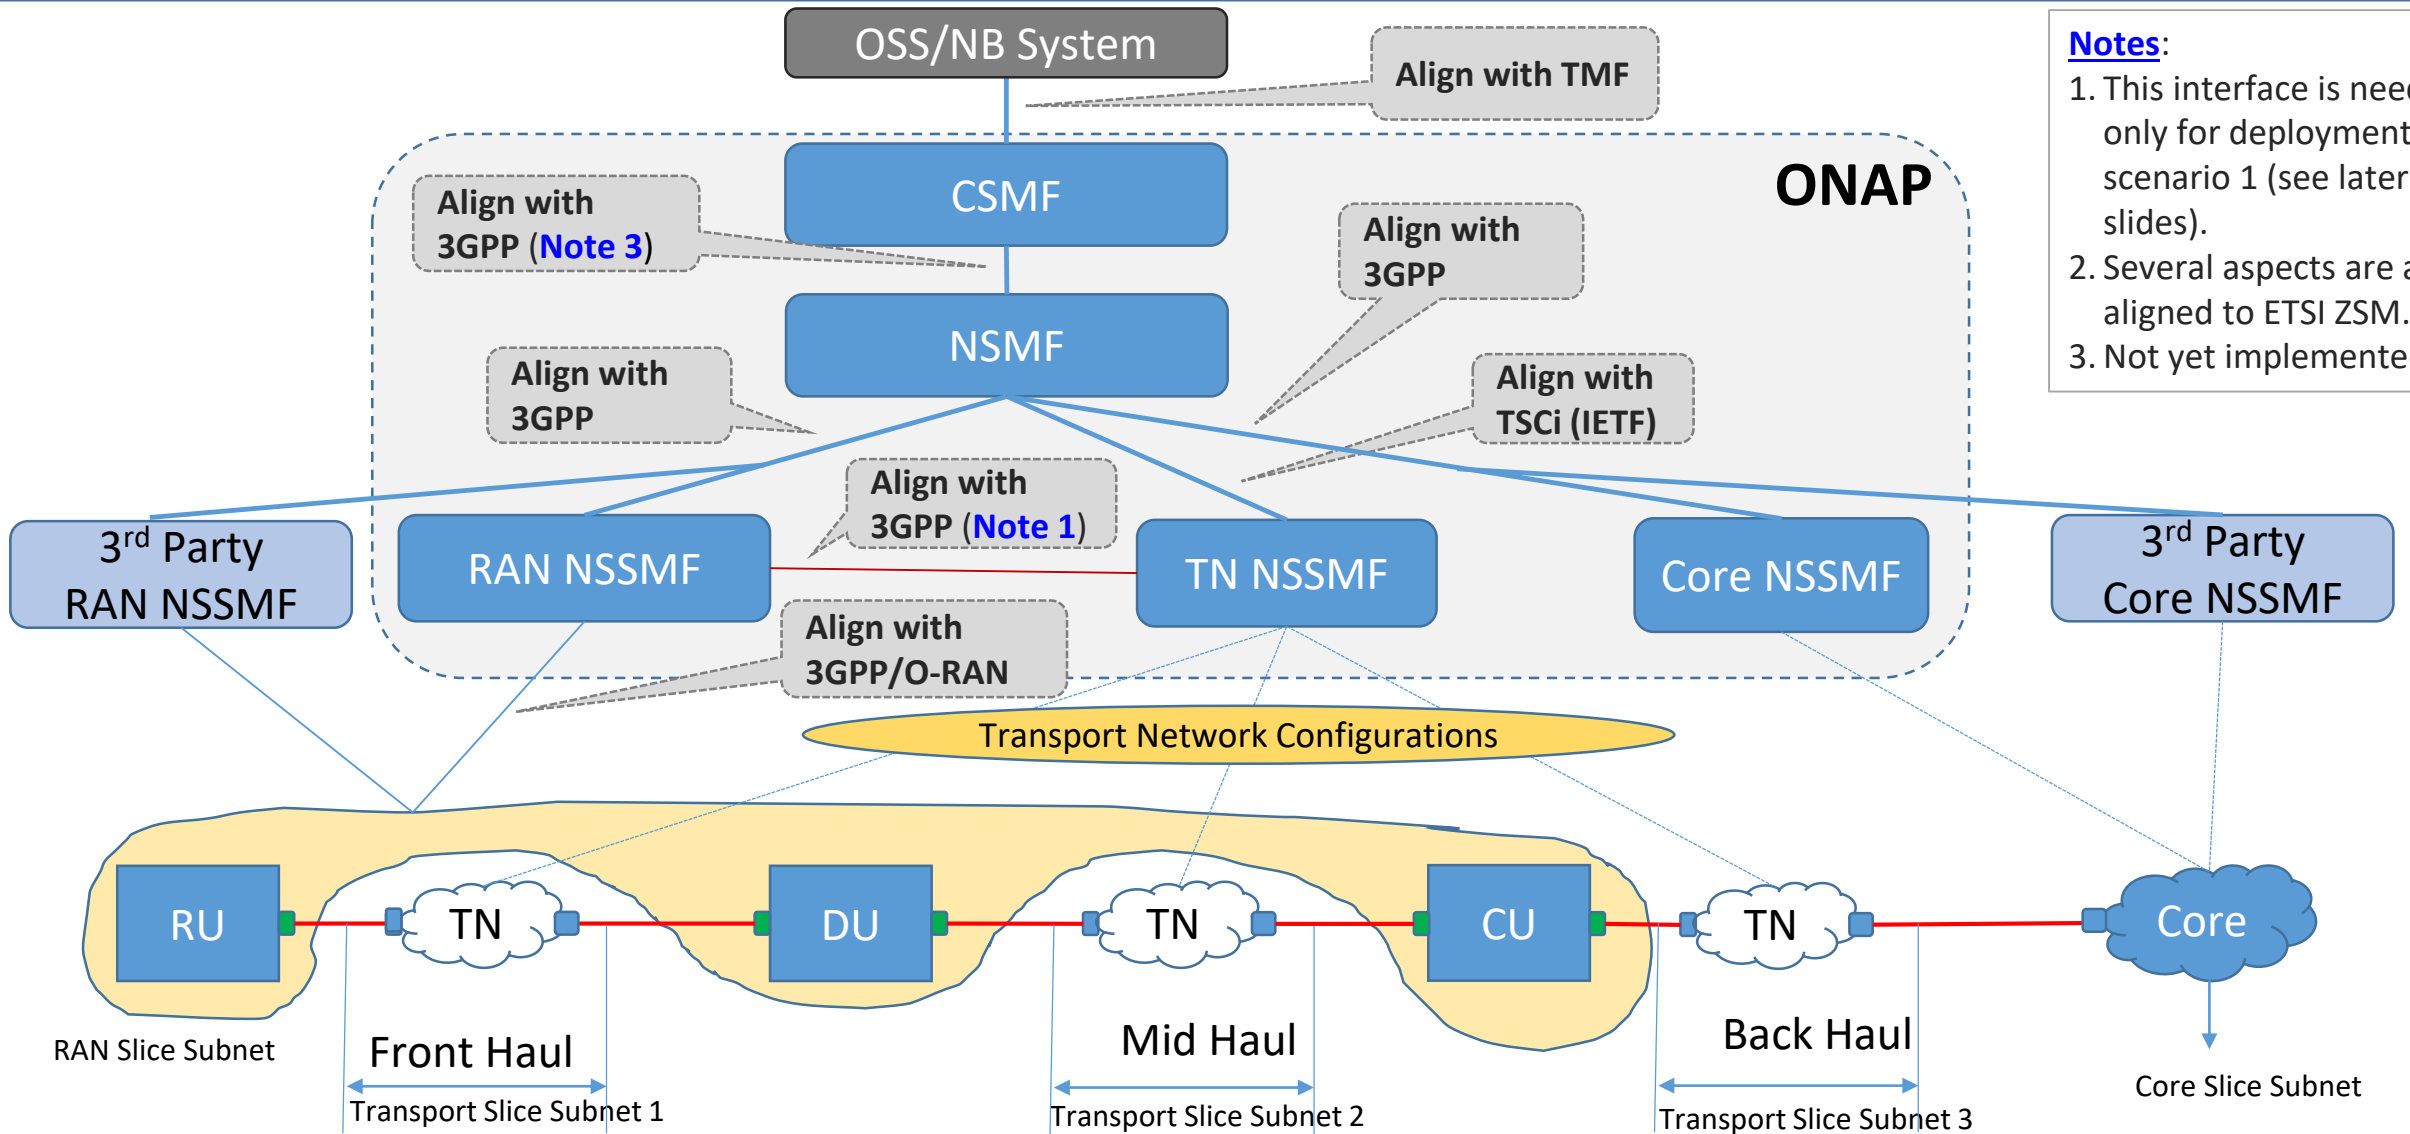 OSS/NB System
Align with TMF
Notes:
1. This interface is
only for deployment
scenario 1 (see later
slides).
2. Several aspects are
aligned to ETSI ZSM.
3. Not yet
ONAP
CSMF
Align with
3GPP (Note 3)
Align with
3GPP
NSMF
Align with
3GPP
Align with
TSCi (IETF)
Align with
3GPP (Note 1)
3rd Party
RAN NSSMF
RAN NSSMF
TN NSSMF
Core NSSMF
3rd Party
Core NSSMF
Align with
3GPP/O-RAN
Transport Network Configurations
RU
TN
DU
TN
CU
TN
Core
RAN Slice Subnet
Front Haul
Mid Haul
Back Haul
Transport Slice Subnet 1
Transport Slice Subnet 2
Transport Slice Subnet 3
Core Slice Subnet